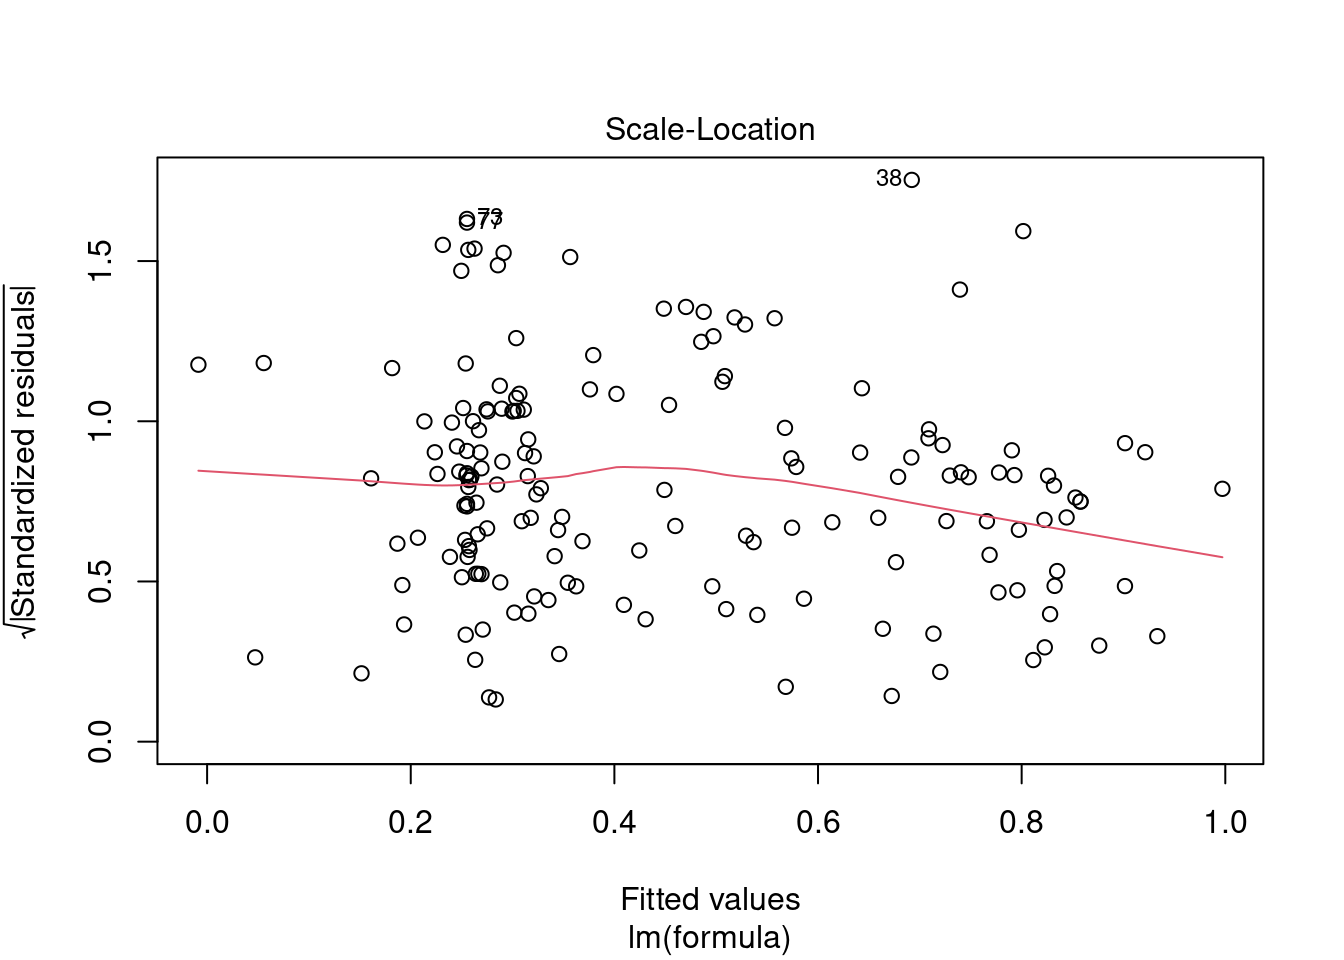 Scale-Location
38
73
77
1.5
1.0
0.5
0.0
√|Standardized residuals|
0.0 0.2 0.4 0.6 0.8 1.0
Fitted values
lm(formula)